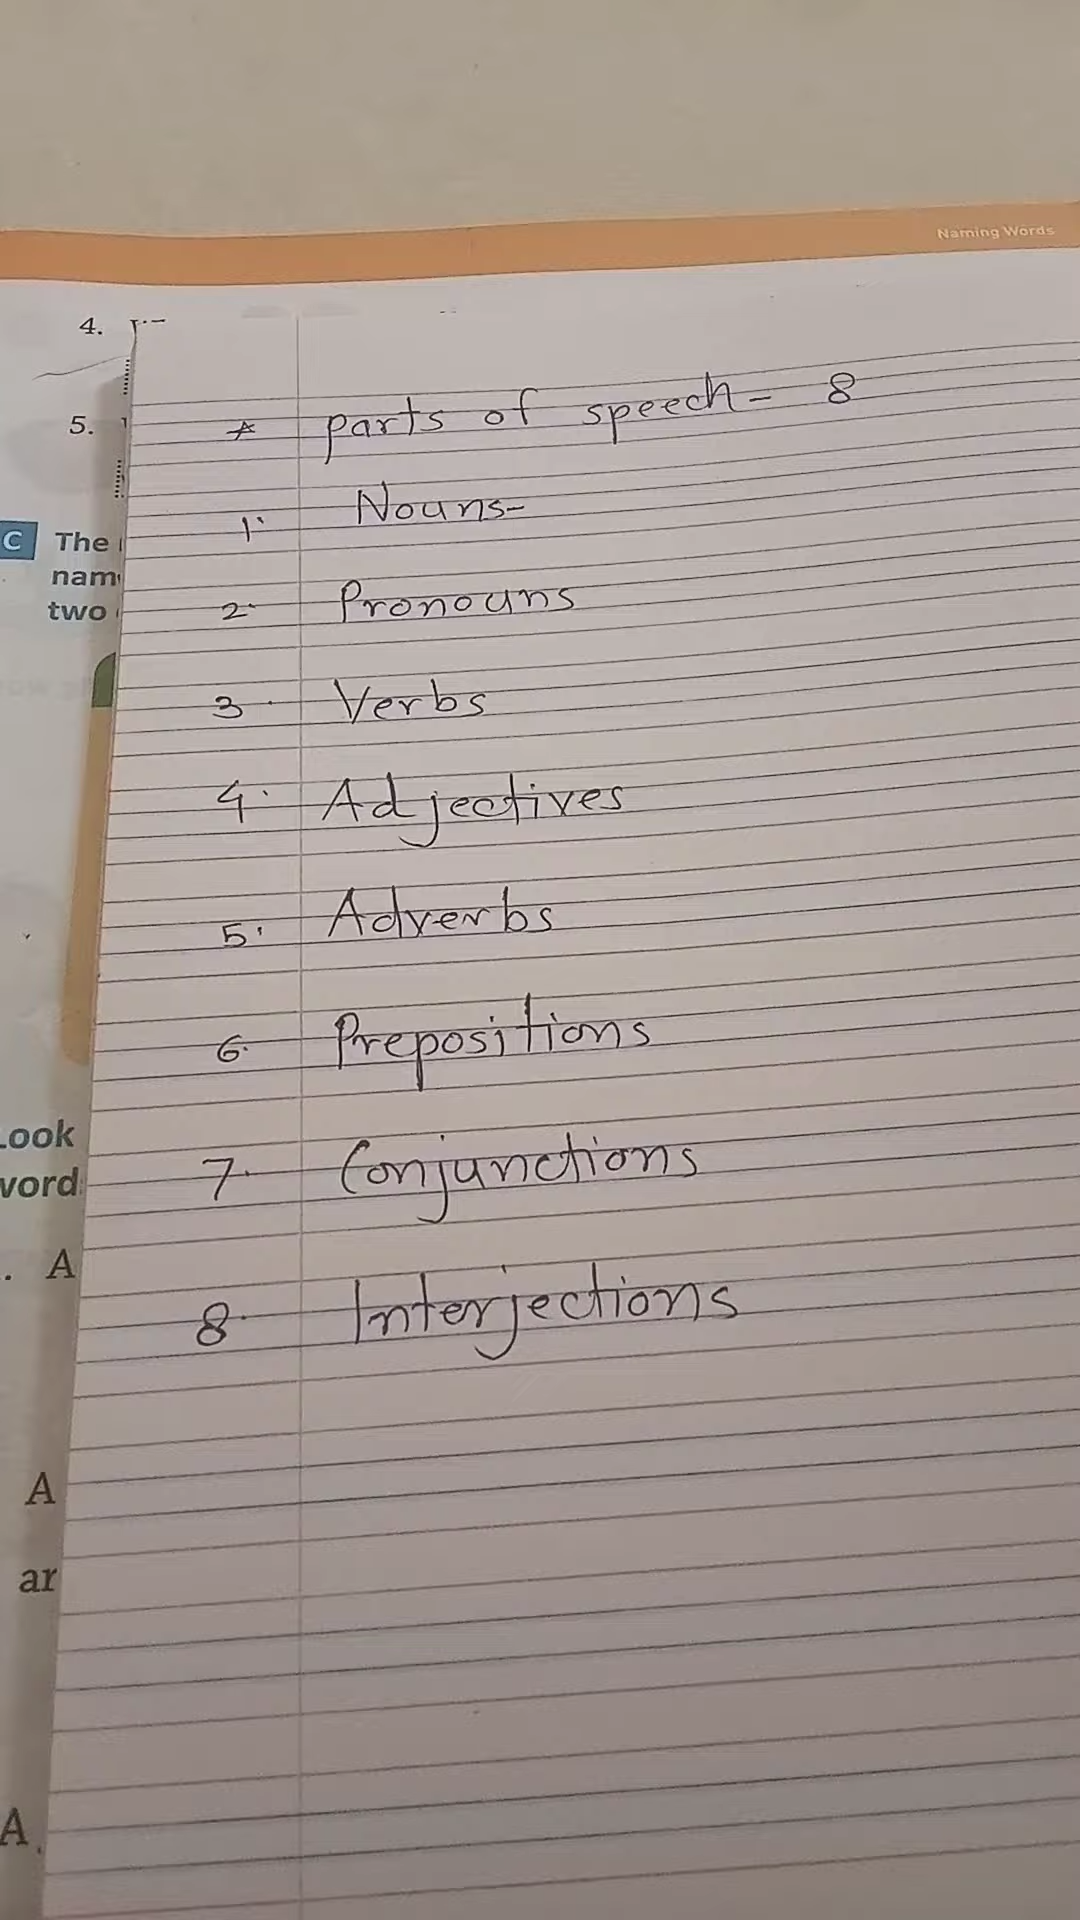 Naming Words
4.
5.
* parts of speech - 8
1. Nouns-
C The
nam
two
2. Pronouns
3. Verbs
4. Adjectives
5. Adverbs
6. Prepositions
Look
word
7. Conjunctions
. A
8. Interjections
A
ar
A.